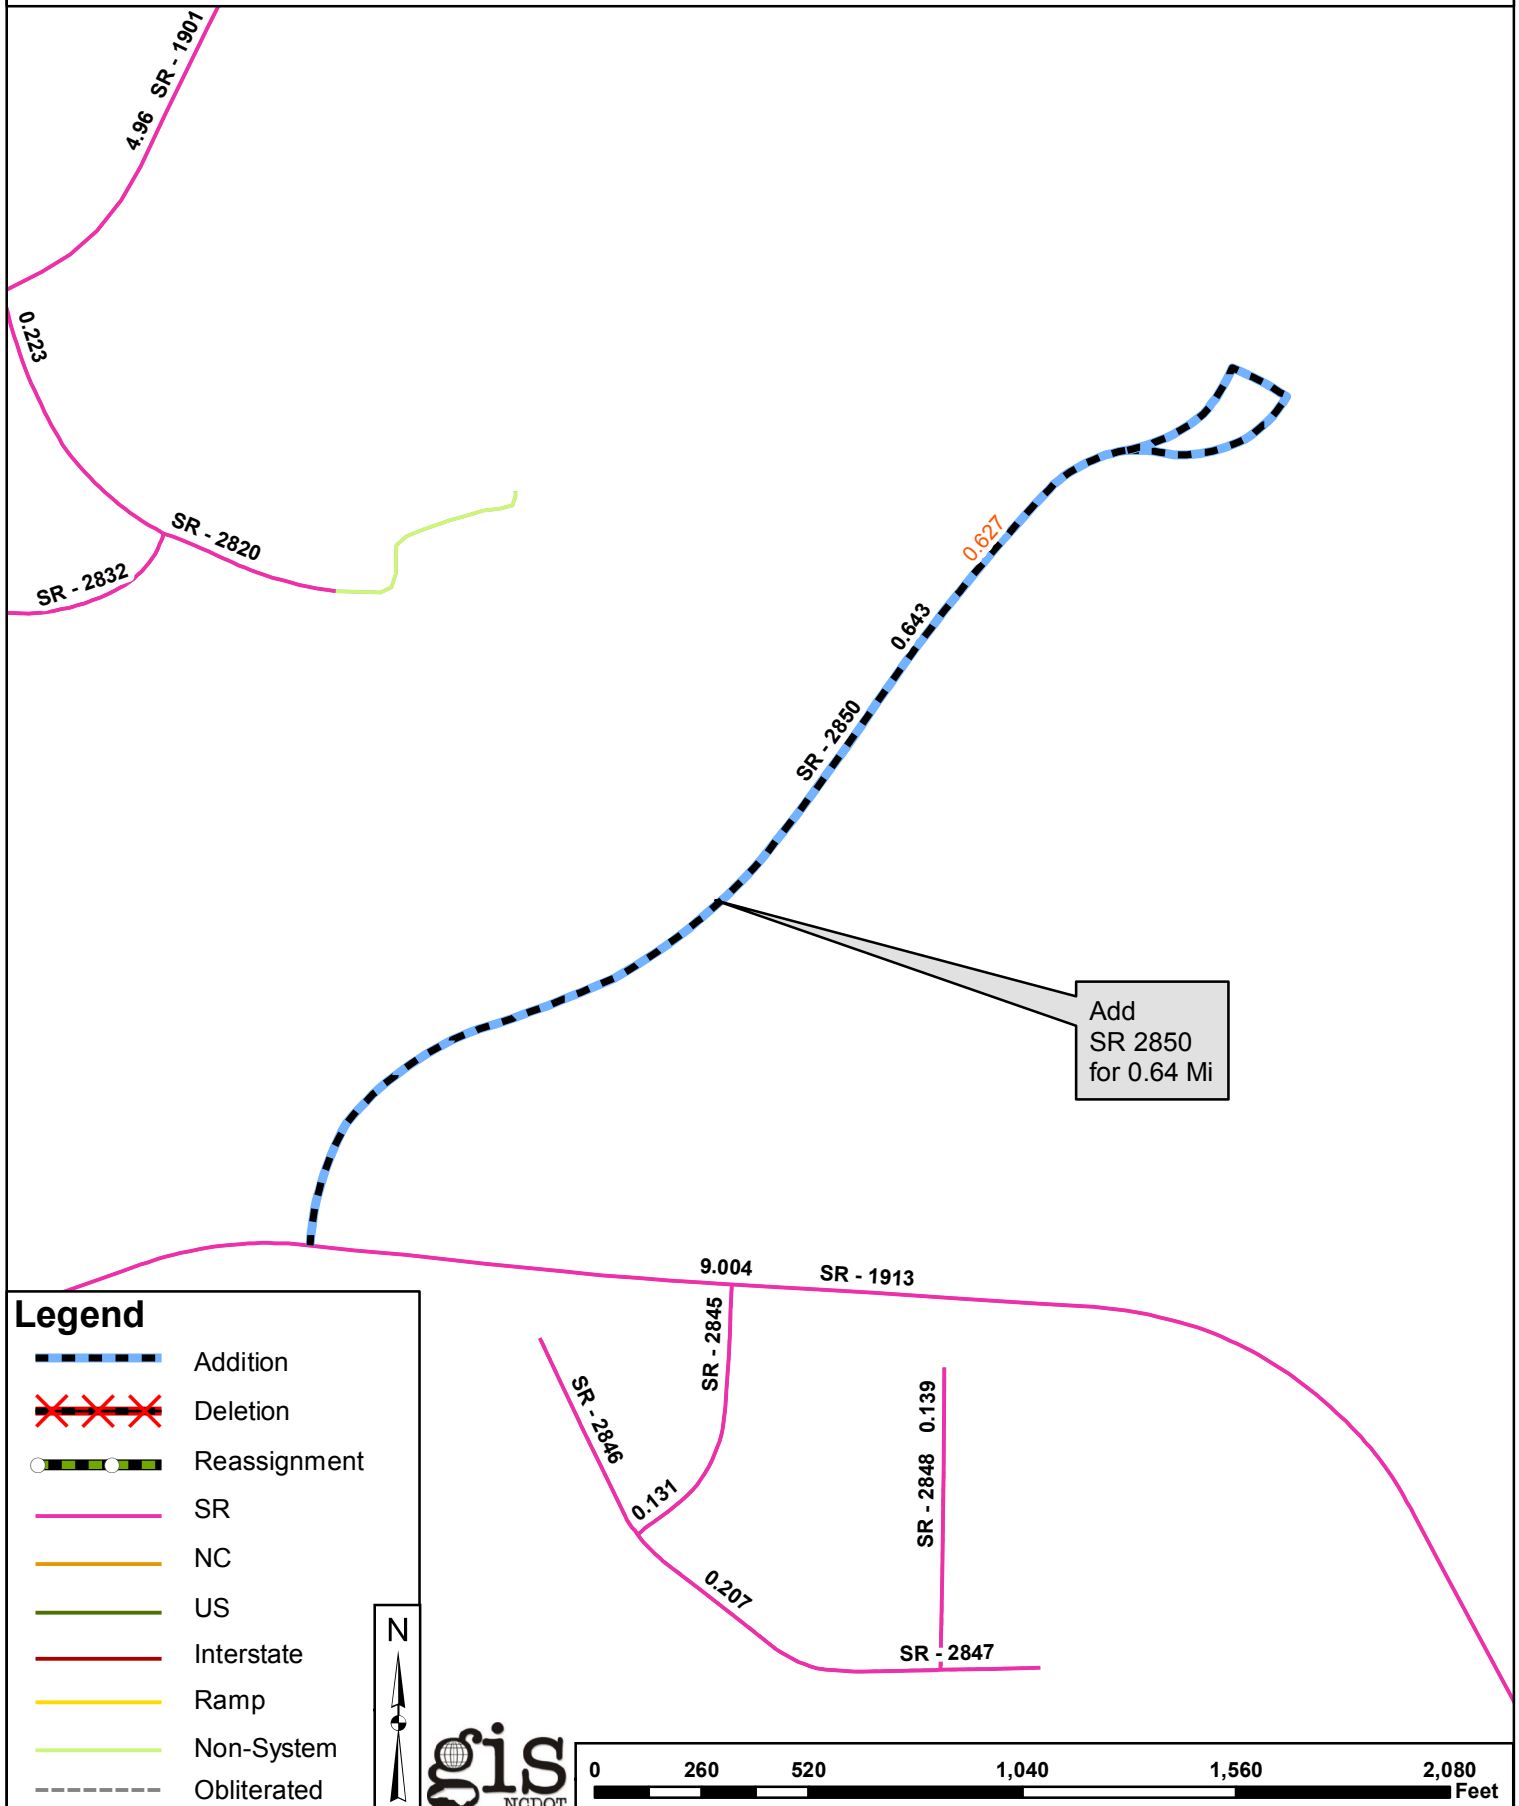 4.96 SR - 1901
0.223
SR - 2820
SR - 2832
0.627
0.643
SR - 2850
Add
SR 2850
for 0.64 Mi
9.004
SR - 1913
SR - 2845
SR - 2846
0.131
SR - 2848 0.139
0.207
SR - 2847
Legend
Addition
Deletion
Reassignment
SR
NC
US
Interstate
Ramp
Non-System
Obliterated
N
gis
NCDOT
0 260 520 1,040 1,560 2,080
Feet